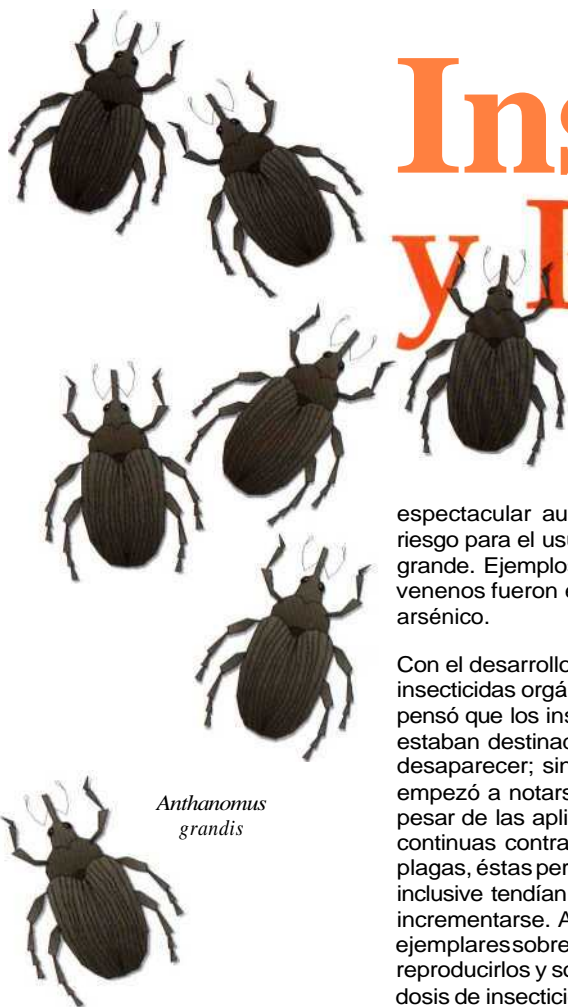 Ins
y
espectacular au
riesgo para el usu
grande. Ejemplos
venenos fueron e
arsénico.
Con el desarrollo
insecticidas orgá
pensó que los ins
estaban destinad
desaparecer; sin
empezó a notars
pesar de las apli
continuas contra
plagas, éstas per
inclusive tendían
incrementarse. A
ejemplares sobre
reproducirlos y so
dosis de insectici
Anthanomus
grandis